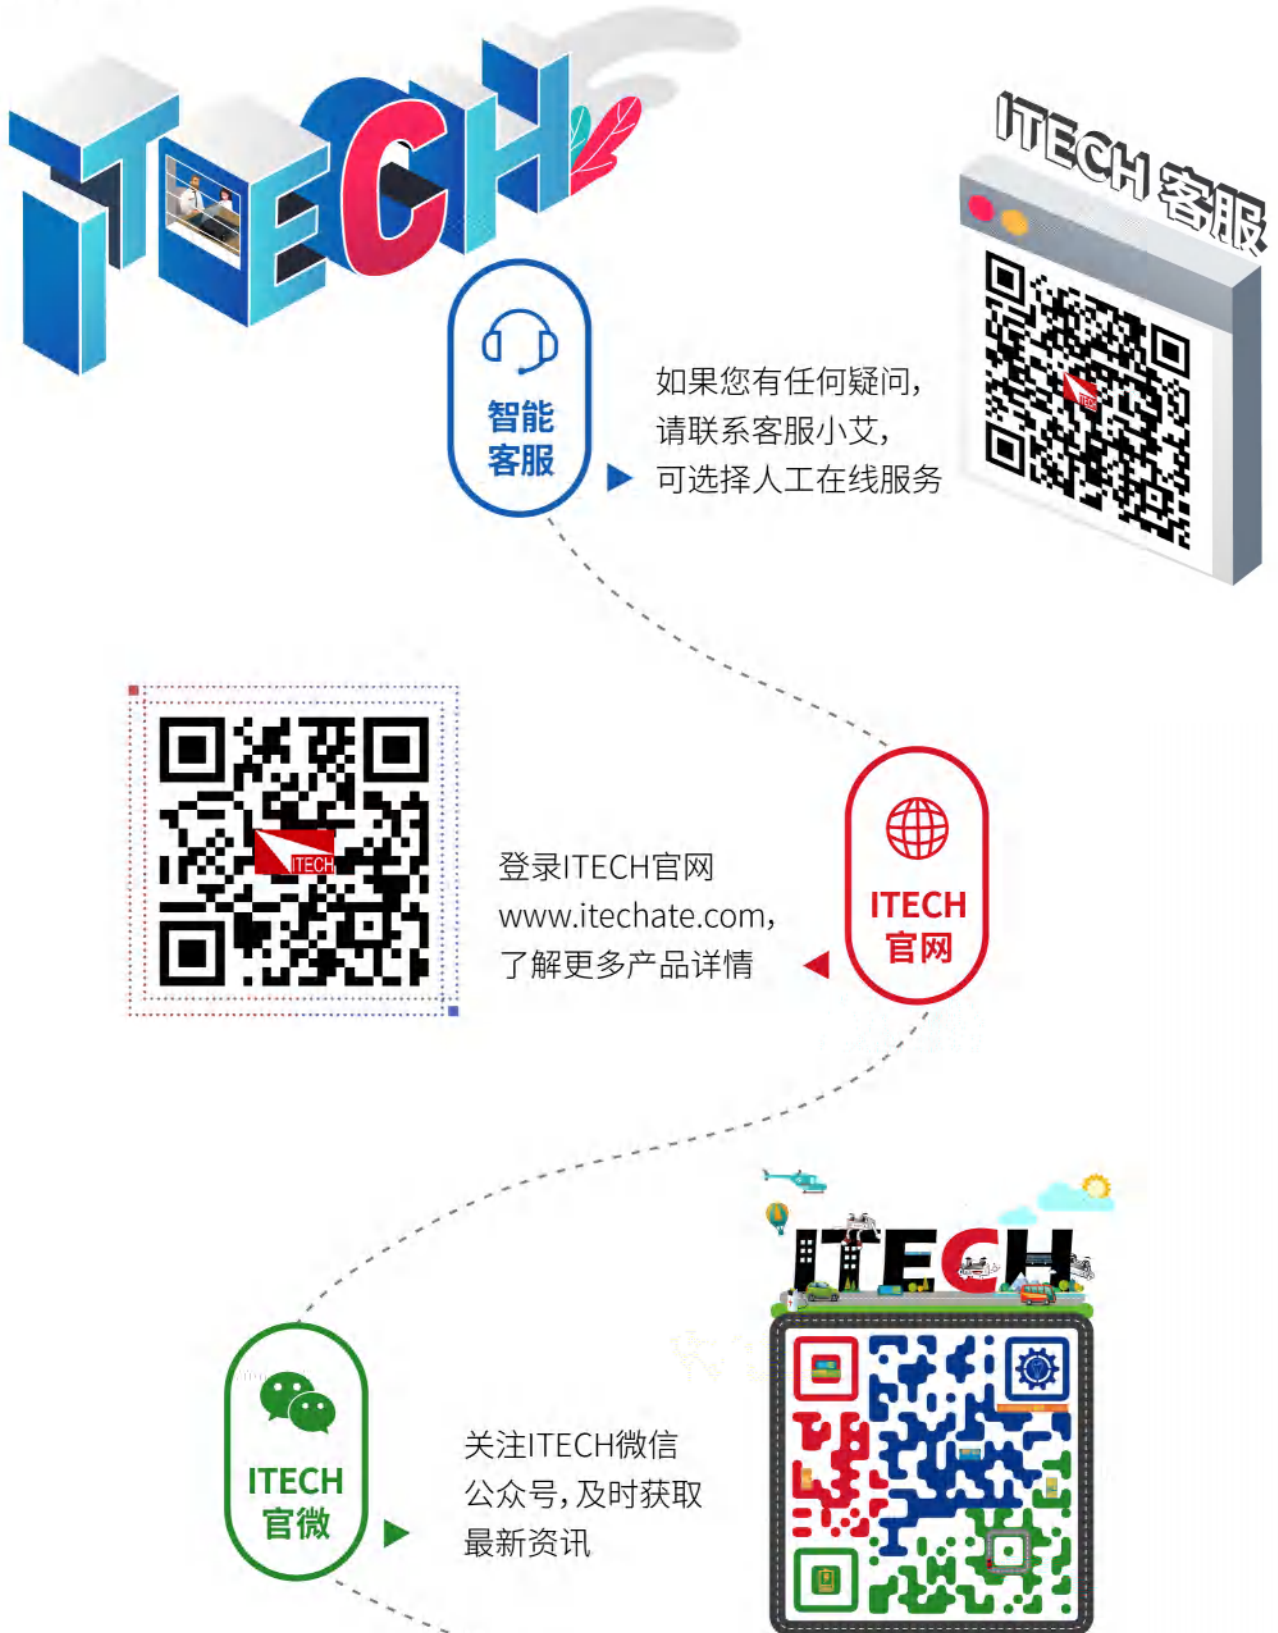 ITECH
ITECH 客服
智能
客服
如果您有任何疑问，
请联系客服小艾，
可选择人工在线服务
ITECH
ITECH
登录ITECH官网
www.itechate.com，
了解更多产品详情
ITECH
官网
ITECH
ITECH
官微
关注ITECH微信
公众号，及时获取
最新资讯